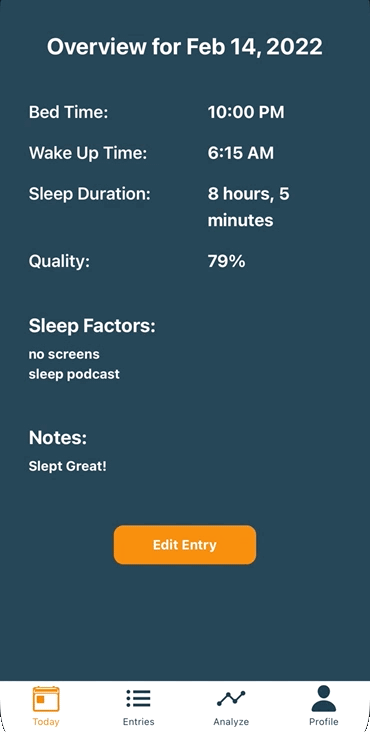 Overview for Feb 14, 2022
Bed Time: 10:00 PM
Wake Up Time: 6:15 AM
Sleep Duration: 8 hours, 5
minutes
Quality: 79%
Sleep Factors:
no screens
sleep podcast
Notes:
Slept Great!
Edit Entry
Today Entries Analyze Profile